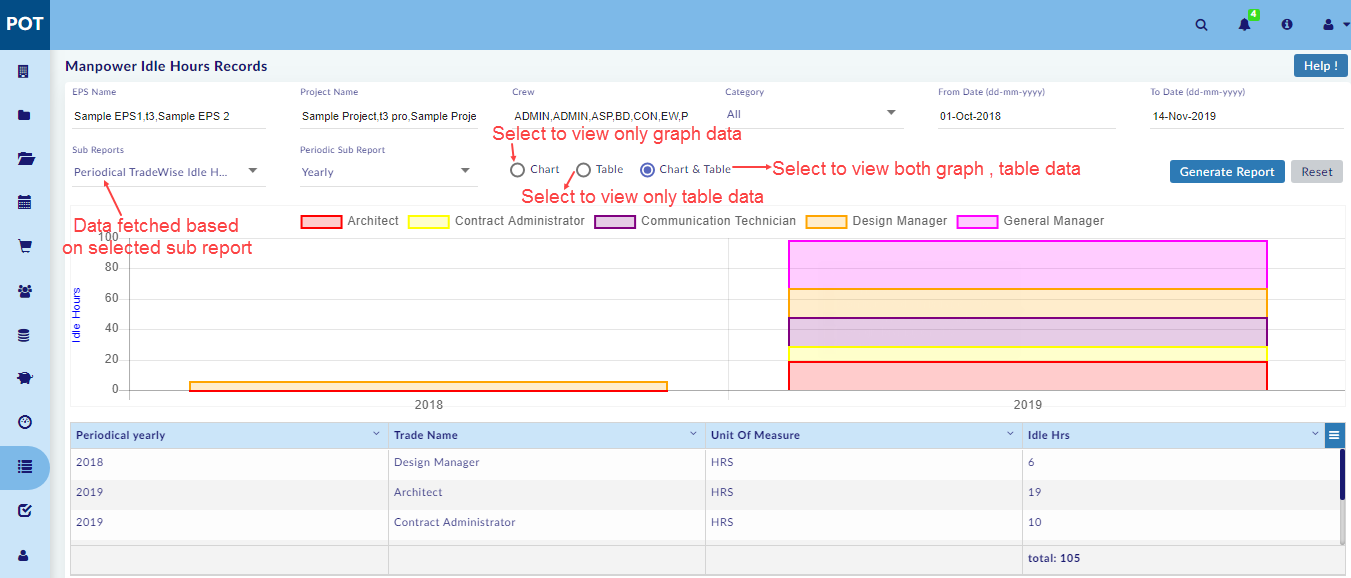 POT
4
Manpower Idle Hours Records
Help !
EPS Name
Project Name
Crew
Category
From Date (dd-mm-yyyy)
To Date (dd-mm-yyyy)
Sample EPS1,t3,Sample EPS 2
Sample Project,t3 pro,Sample Proje
ADMIN,ADMIN,ASP,BD,CON,EW,P
All
01-Oct-2018
14-Nov-2019
Select to view only graph data
Sub Reports
Periodic Sub Report
Periodical TradeWise Idle H...
Yearly
Chart
Table
Chart & Table
Select to view both graph , table data
Generate Report
Reset
Select to view only table data
Data fetched based
on selected sub report
Architect
Contract Administrator
Communication Technician
Design Manager
General Manager
Idle Hours
100
80
60
40
20
0
2018
2019
Periodical yearly
Trade Name
Unit Of Measure
Idle Hrs
2018
Design Manager
HRS
6
2019
Architect
HRS
19
2019
Contract Administrator
HRS
10
total: 105